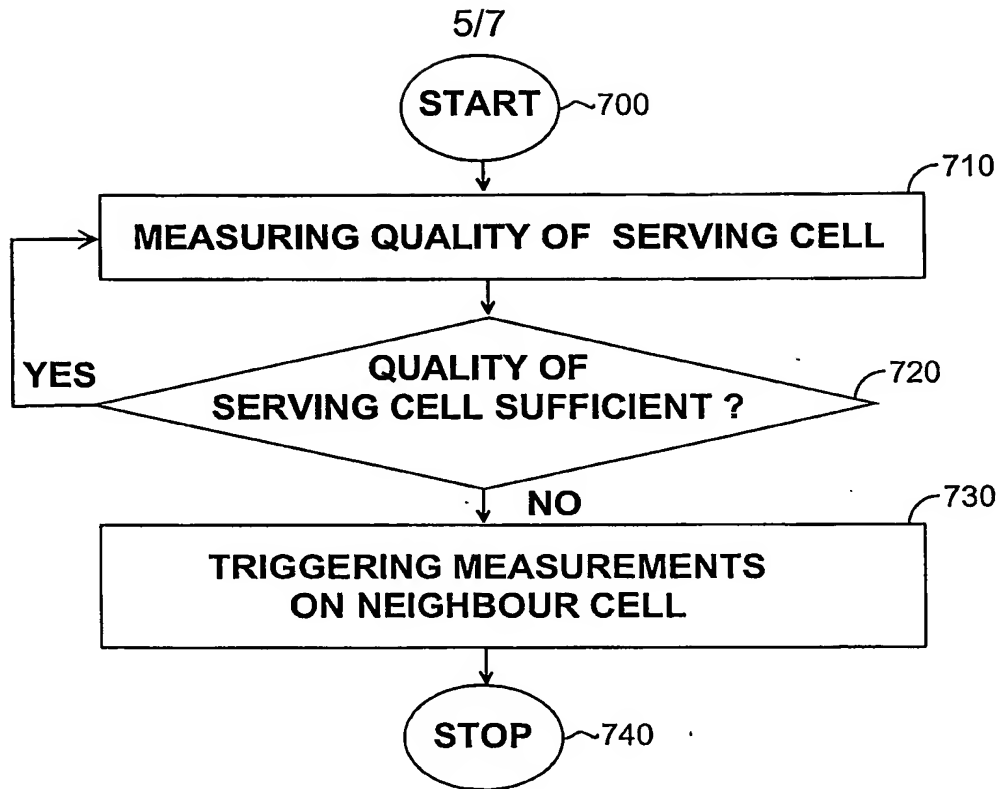 5/7
START
700
710
MEASURING QUALITY OF SERVING CELL
YES
QUALITY OF
SERVING CELL SUFFICIENT ?
720
NO
730
TRIGGERING MEASUREMENTS
ON NEIGHBOUR CELL
STOP
740